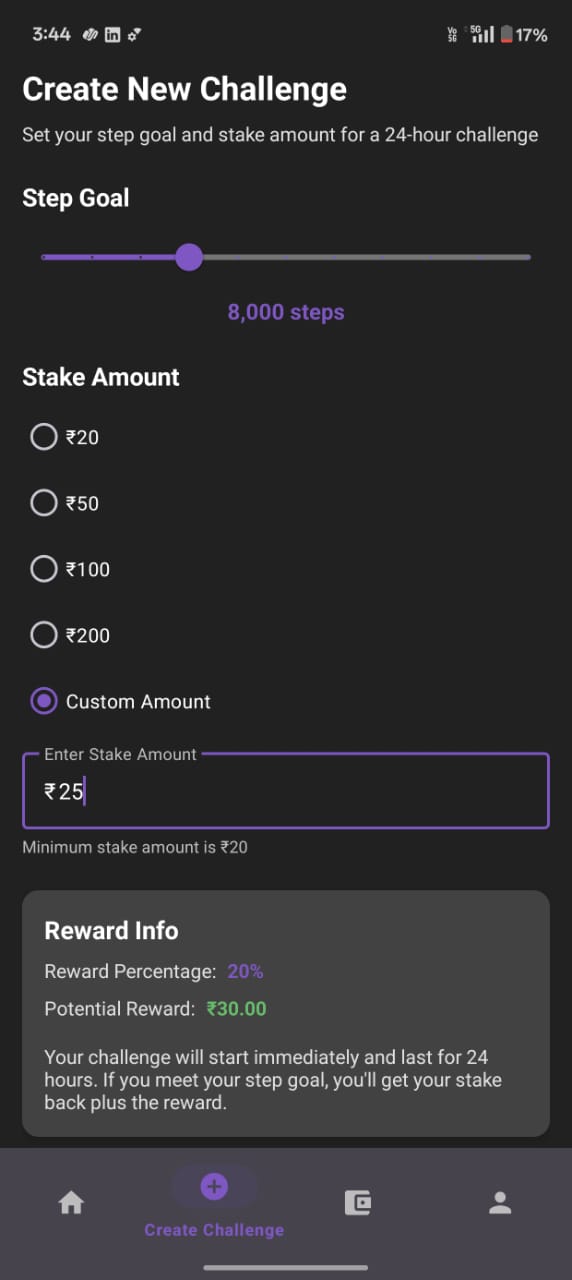 3:44
Vo 5G 5G 17%
Create New Challenge
Set your step goal and stake amount for a 24-hour challenge
Step Goal
8,000 steps
Stake Amount
₹20
₹50
₹100
₹200
Custom Amount
Enter Stake Amount
₹25
Minimum stake amount is ₹20
Reward Info
Reward Percentage: 20%
Potential Reward: ₹30.00
Your challenge will start immediately and last for 24
hours. If you meet your step goal, you'll get your stake
back plus the reward.
Create Challenge